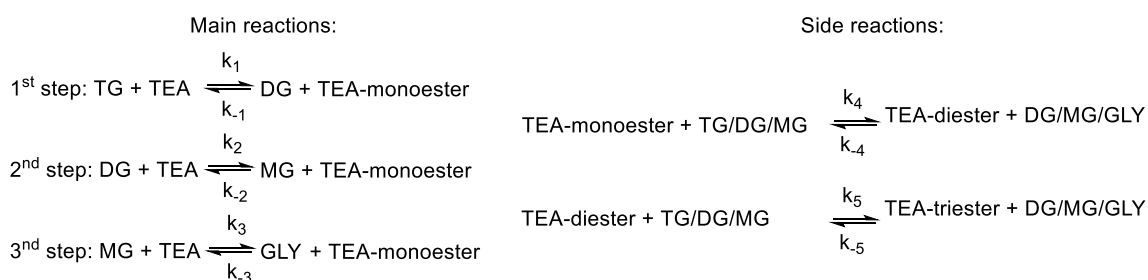 Main reactions:
k1
1st step: TG + TEA ⇌ DG + TEA-monoester
k-1
k2
2nd step: DG + TEA ⇌ MG + TEA-monoester
k-2
k3
3nd step: MG + TEA ⇌ GLY + TEA-monoester
k-3
Side reactions:
k4
TEA-monoester + TG/DG/MG ⇌ TEA-diester + DG/MG/GLY
k-4
k5
TEA-diester + TG/DG/MG ⇌ TEA-triester + DG/MG/GLY
k-5